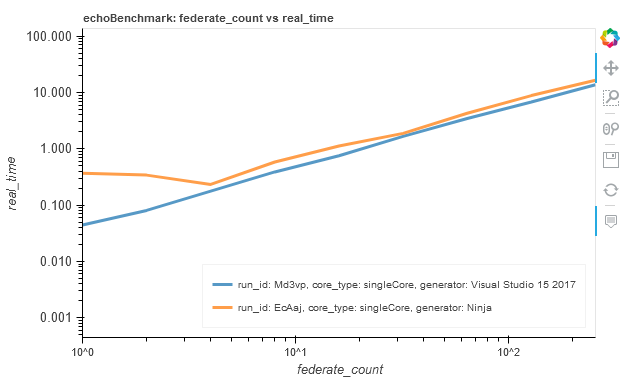 echoBenchmark: federate_count vs real_time
100.000
10.000
1.000
0.100
0.010
0.001
real_time
run_id: Md3vp, core_type: singleCore, generator: Visual Studio 15 2017
run_id: EcAaj, core_type: singleCore, generator: Ninja
10^0
10^1
10^2
federate_count